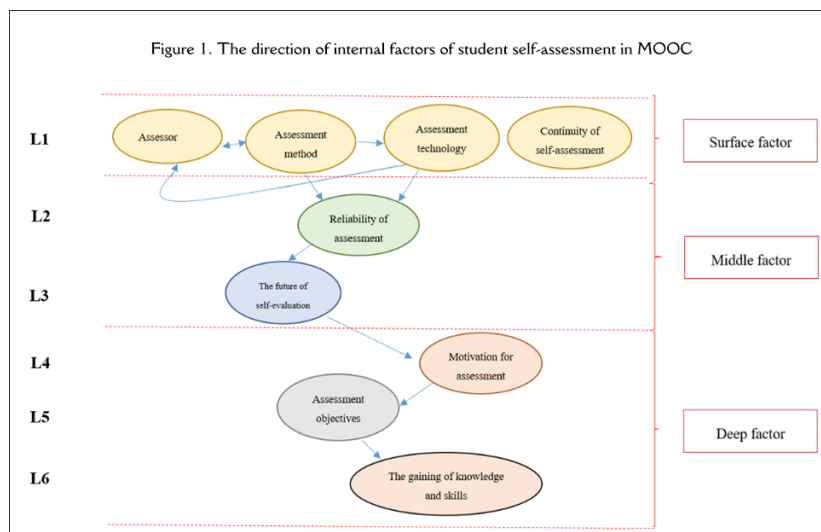 Figure 1. The direction of internal factors of student self-assessment in MOOC
L1
Assessor
Assessment
method
Assessment
technology
Continuity of
self-assessment
Surface factor
L2
Reliability of
assessment
Middle factor
L3
The future of
self-evaluation
L4
Motivation for
assessment
L5
Assessment
objectives
Deep factor
L6
The gaining of knowledge
and skills